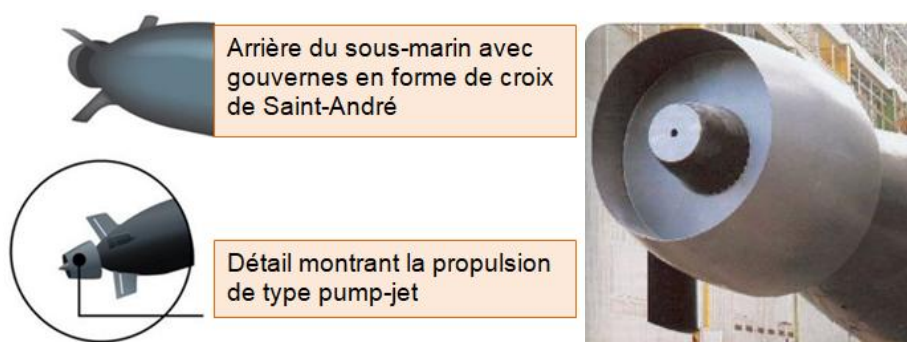 Arrière du sous-marin avec
gouvernes en forme de croix
de Saint-André
Détail montrant la propulsion
de type pump-jet